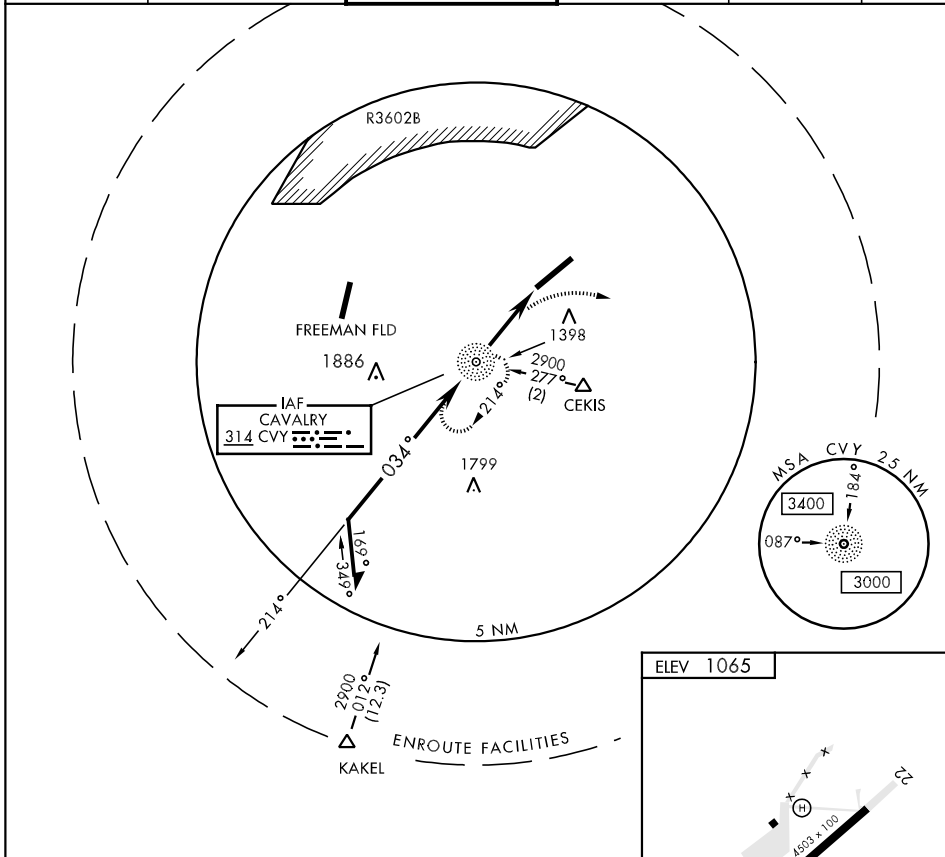 R3602B
FREEMAN FLD
1886
1398
2900
277°
(2)
CEKIS
214°
IAF
CAVALRY
314 CVY
034°
1799
169°
349°
214°
5 NM
2900
012°
(12.3)
KAKEL
ENROUTE FACILITIES
MSA CVY 25 NM
3400
184°
087°
3000
ELEV 1065
22
H
4503 x 100